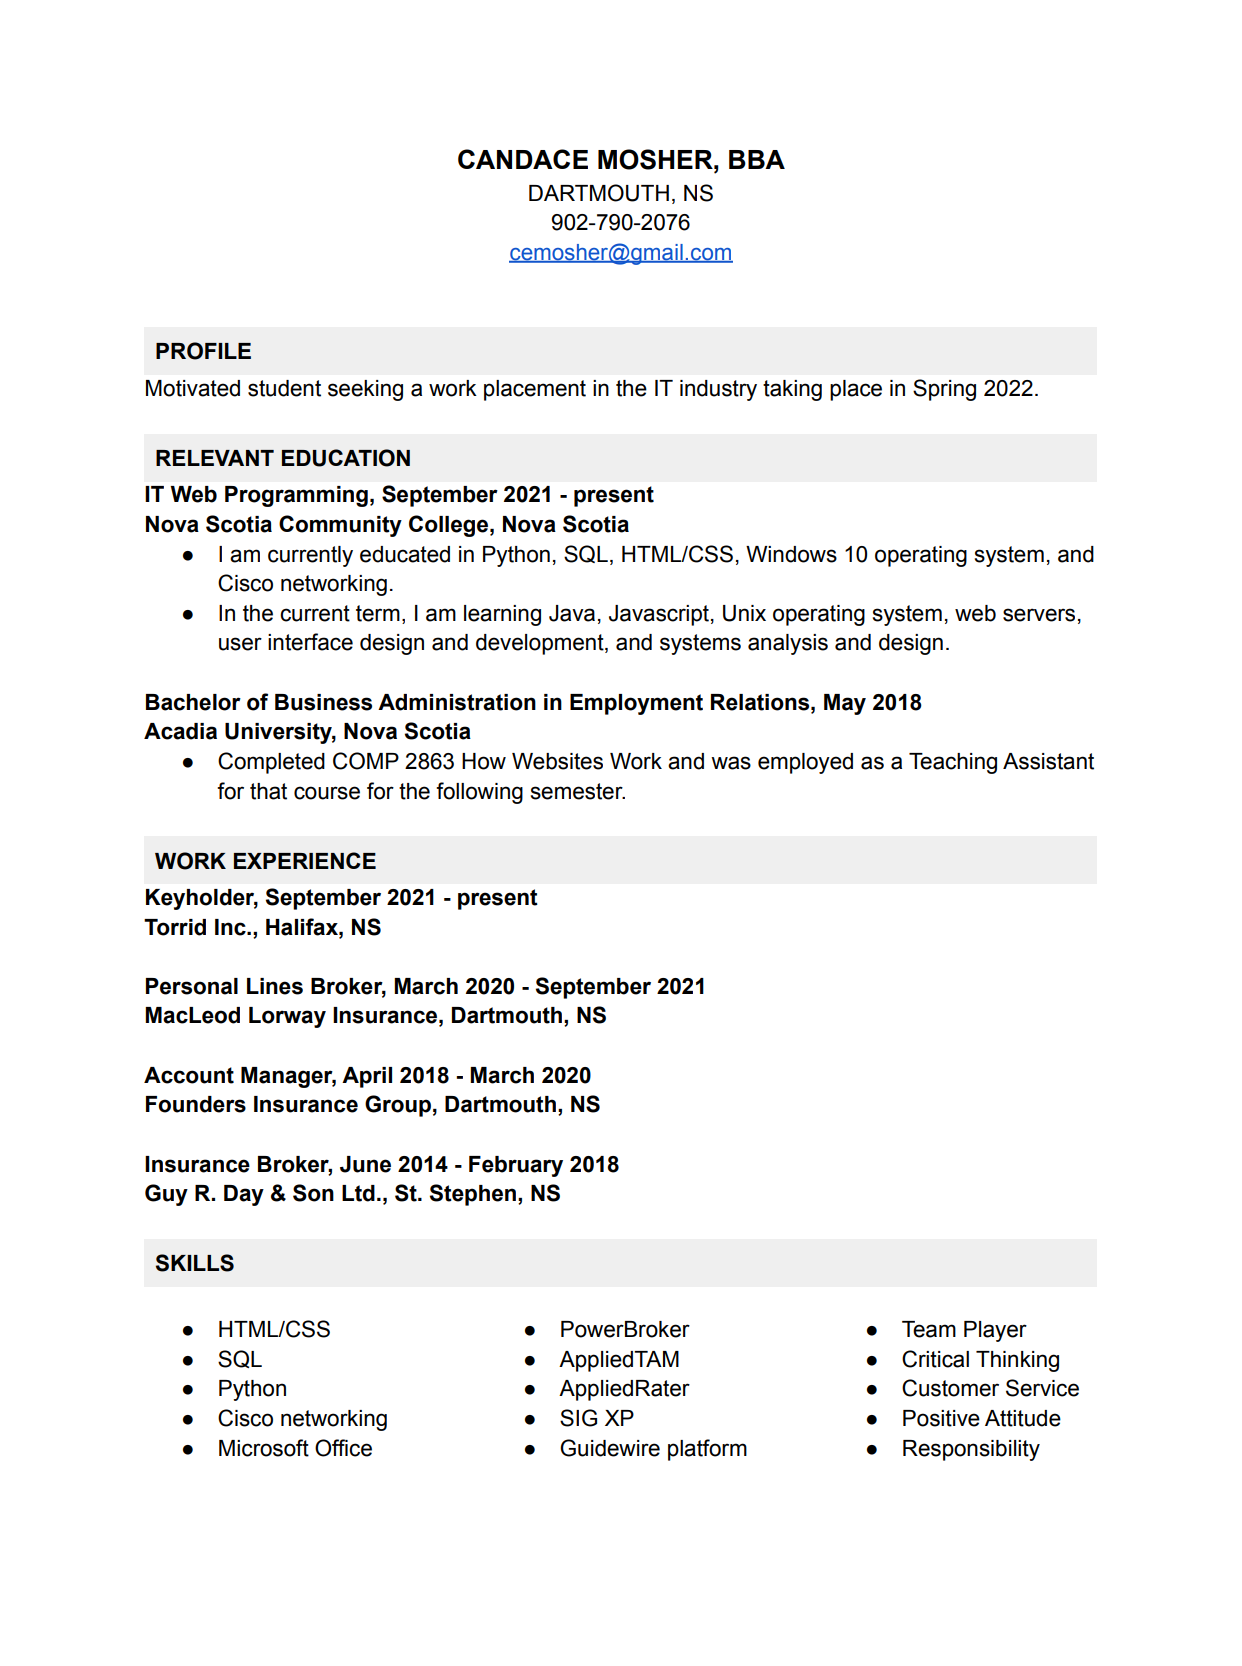 CANDACE MOSHER, BBA
DARTMOUTH, NS
902-790-2076
cemosher@gmail.com
PROFILE
Motivated student seeking a work placement in the IT industry taking place in Spring 2022.
RELEVANT EDUCATION
IT Web Programming, September 2021 - present
Nova Scotia Community College, Nova Scotia
● I am currently educated in Python, SQL, HTML/CSS, Windows 10 operating system, and
Cisco networking.
● In the current term, I am learning Java, Javascript, Unix operating system, web servers,
user interface design and development, and systems analysis and design.
Bachelor of Business Administration in Employment Relations, May 2018
Acadia University, Nova Scotia
● Completed COMP 2863 How Websites Work and was employed as a Teaching Assistant
for that course for the following semester.
WORK EXPERIENCE
Keyholder, September 2021 - present
Torrid Inc., Halifax, NS
Personal Lines Broker, March 2020 - September 2021
MacLeod Lorway Insurance, Dartmouth, NS
Account Manager, April 2018 - March 2020
Founders Insurance Group, Dartmouth, NS
Insurance Broker, June 2014 - February 2018
Guy R. Day & Son Ltd., St. Stephen, NS
SKILLS
● HTML/CSS
● SQL
● Python
● Cisco networking
● Microsoft Office
● PowerBroker
● AppliedTAM
● AppliedRater
● SIG XP
● Guidewire platform
● Team Player
● Critical Thinking
● Customer Service
● Positive Attitude
● Responsibility